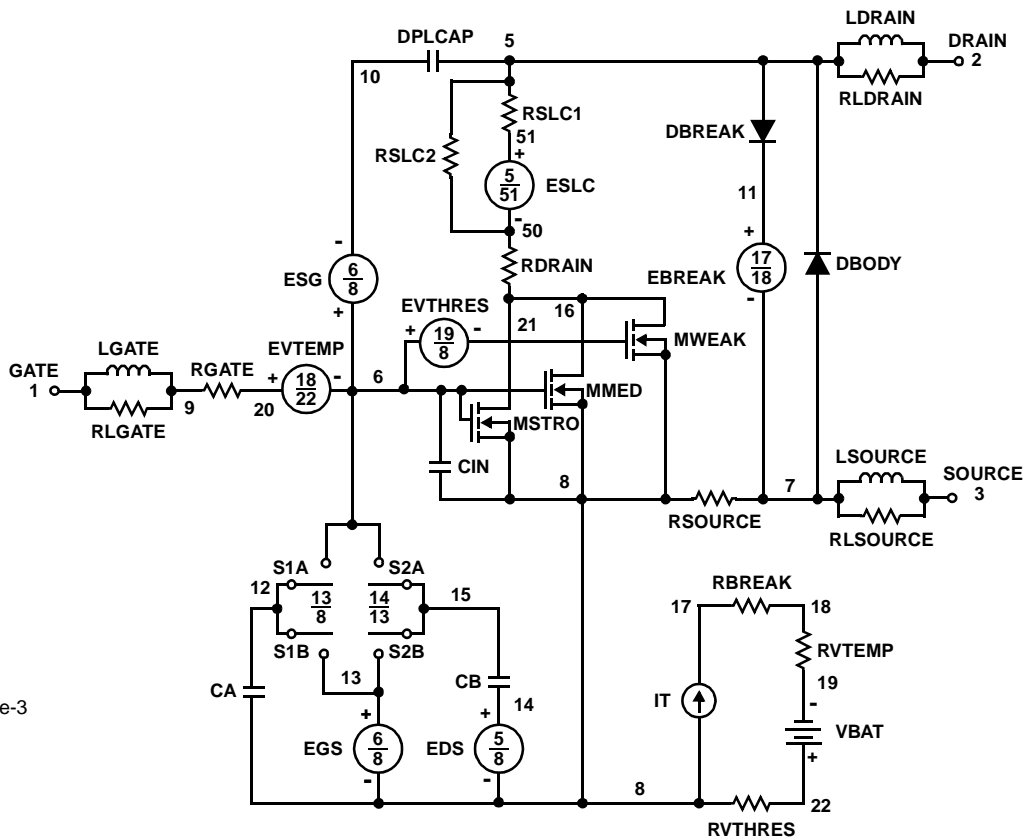 LDRAIN
DPLCAP 5 DRAIN
10 2
RLDRAIN
RSLC1
DBREAK
51
+
RSLC2
5
51
ESLC
11
-
50
- +
RDRAIN
6
8
ESG
17
18
EBREAK DBODY
EVTHRES
+ 16 -
+ 19
8
- 21
MWEAK
LGATE EVTEMP
GATE RGATE
1
+ 18
22
- 6
MMED
9 20
MSTRO
RLGATE
LSOURCE
CIN SOURCE
8 7 3
RSOURCE
RLSOURCE
S1A S2A
12 15 RBREAK
13
8
14
13
17 18
S1B S2B
RVTEMP
13
CA CB 19
14 IT -
e-3
+ + VBAT
EGS 6
8
EDS 5
8
+
- - 8 22
RVTHRES